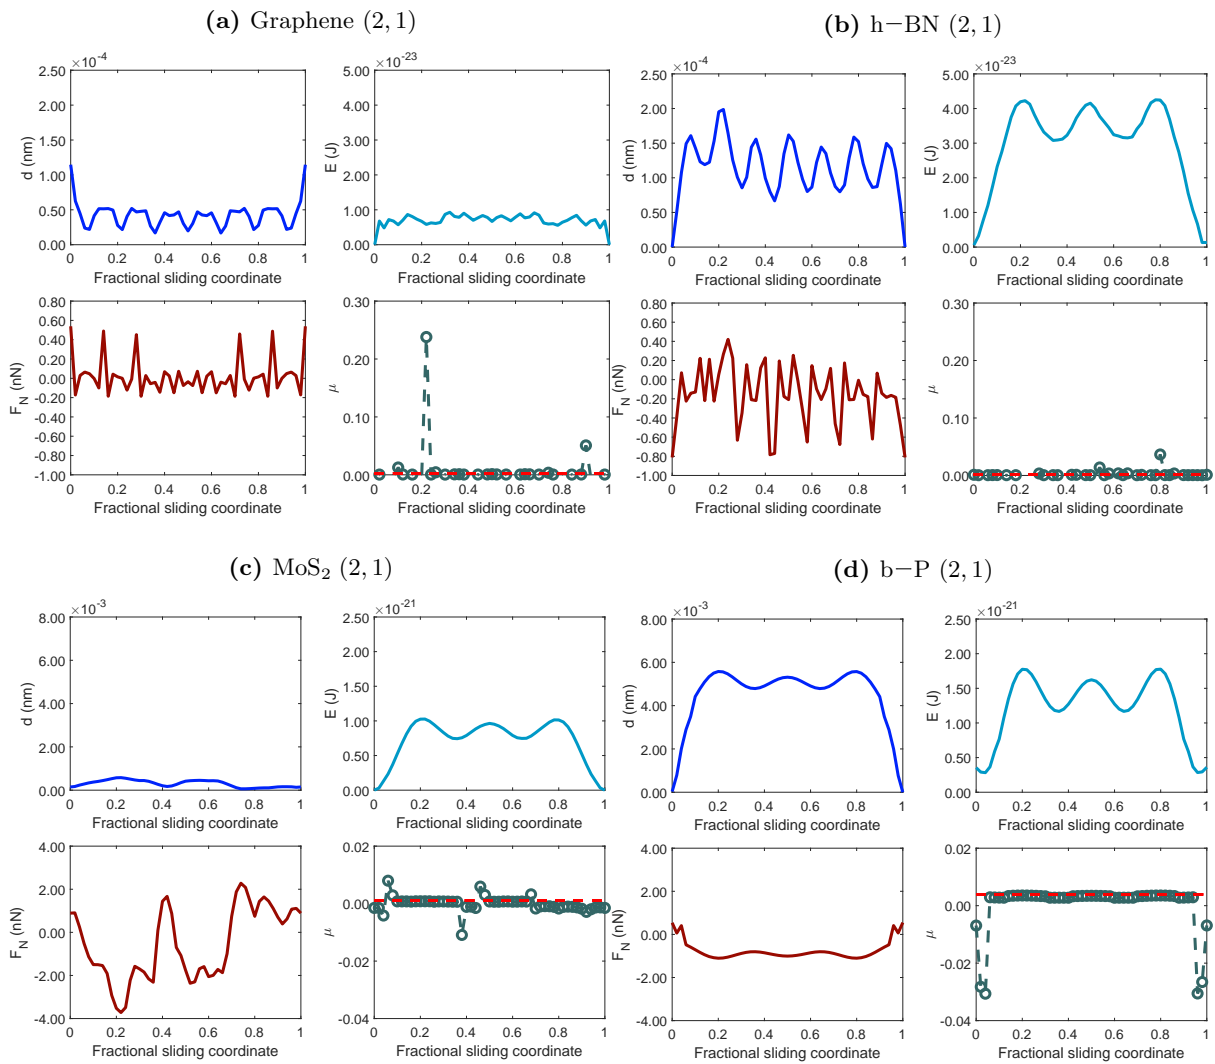 (a) Graphene (2, 1)
×10⁻⁴
2.50
2.00
1.50
1.00
0.50
0.00
d (nm)
0 0.2 0.4 0.6 0.8 1
Fractional sliding coordinate
×10⁻²³
5.00
4.00
3.00
2.00
1.00
0.00
E (J)
0 0.2 0.4 0.6 0.8 1
Fractional sliding coordinate
0.80
0.60
0.40
0.20
0.00
-0.20
-0.40
-0.60
-0.80
-1.00
F_N (nN)
0 0.2 0.4 0.6 0.8 1
Fractional sliding coordinate
0.30
0.20
0.10
0.00
μ
0 0.2 0.4 0.6 0.8 1
Fractional sliding coordinate
(b) h−BN (2, 1)
×10⁻⁴
2.50
2.00
1.50
1.00
0.50
0.00
d (nm)
0 0.2 0.4 0.6 0.8 1
Fractional sliding coordinate
×10⁻²³
5.00
4.00
3.00
2.00
1.00
0.00
E (J)
0 0.2 0.4 0.6 0.8 1
Fractional sliding coordinate
0.80
0.60
0.40
0.20
0.00
-0.20
-0.40
-0.60
-0.80
-1.00
F_N (nN)
0 0.2 0.4 0.6 0.8 1
Fractional sliding coordinate
0.30
0.20
0.10
0.00
μ
0 0.2 0.4 0.6 0.8 1
Fractional sliding coordinate
(c) MoS₂ (2, 1)
×10⁻³
8.00
6.00
4.00
2.00
0.00
d (nm)
0 0.2 0.4 0.6 0.8 1
Fractional sliding coordinate
×10⁻²¹
2.50
2.00
1.50
1.00
0.50
0.00
E (J)
0 0.2 0.4 0.6 0.8 1
Fractional sliding coordinate
4.00
2.00
0.00
-2.00
-4.00
F_N (nN)
0 0.2 0.4 0.6 0.8 1
Fractional sliding coordinate
0.02
0.00
-0.02
-0.04
μ
0 0.2 0.4 0.6 0.8 1
Fractional sliding coordinate
(d) b−P (2, 1)
×10⁻³
8.00
6.00
4.00
2.00
0.00
d (nm)
0 0.2 0.4 0.6 0.8 1
Fractional sliding coordinate
×10⁻²¹
2.50
2.00
1.50
1.00
0.50
0.00
E (J)
0 0.2 0.4 0.6 0.8 1
Fractional sliding coordinate
4.00
2.00
0.00
-2.00
-4.00
F_N (nN)
0 0.2 0.4 0.6 0.8 1
Fractional sliding coordinate
0.02
0.00
-0.02
-0.04
μ
0 0.2 0.4 0.6 0.8 1
Fractional sliding coordinate